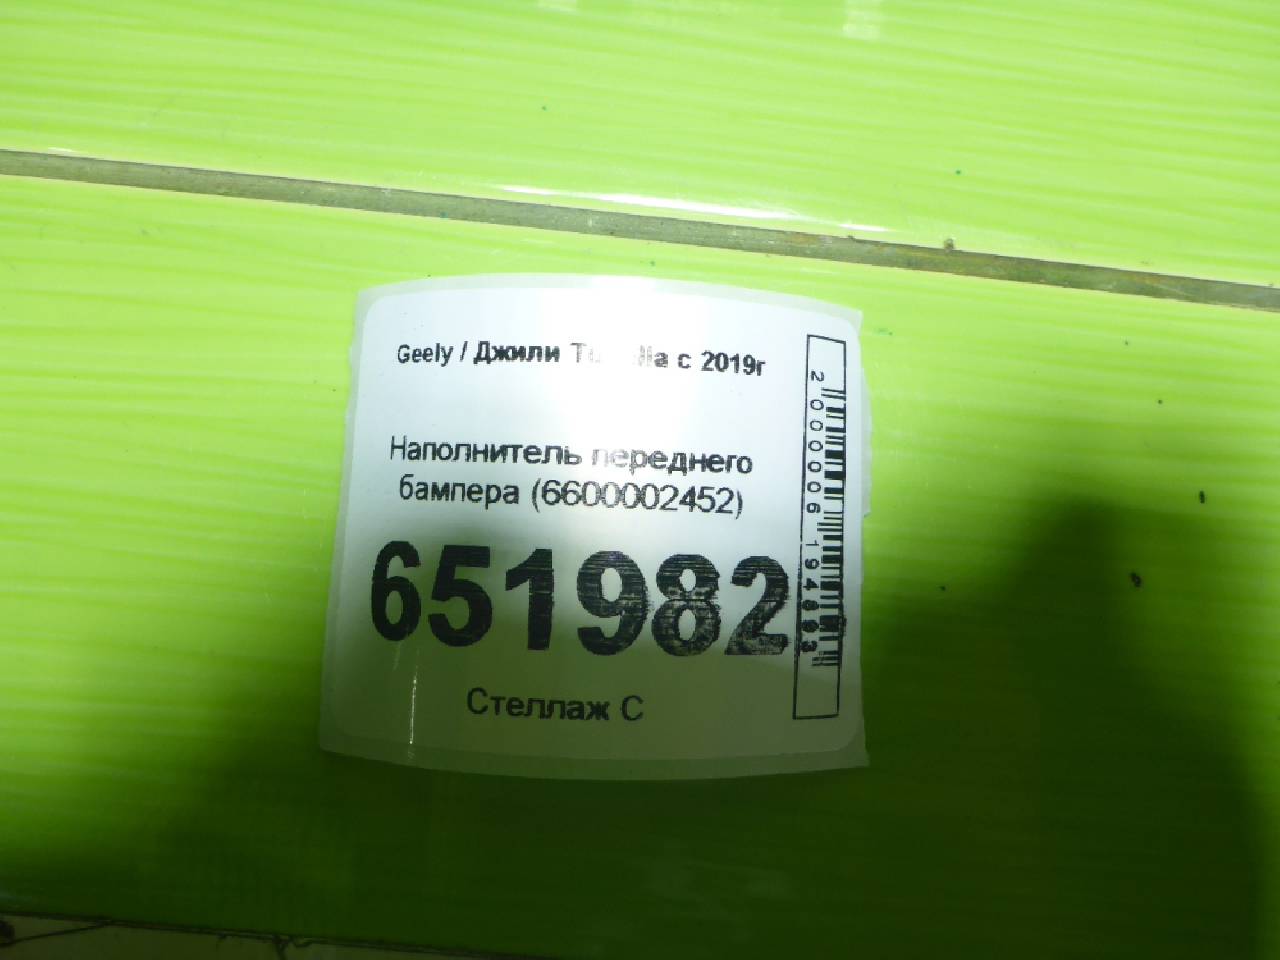 Geely / Джили с 2019г
Наполнитель переднего
бампера (6600002452)
651982
Стеллаж С